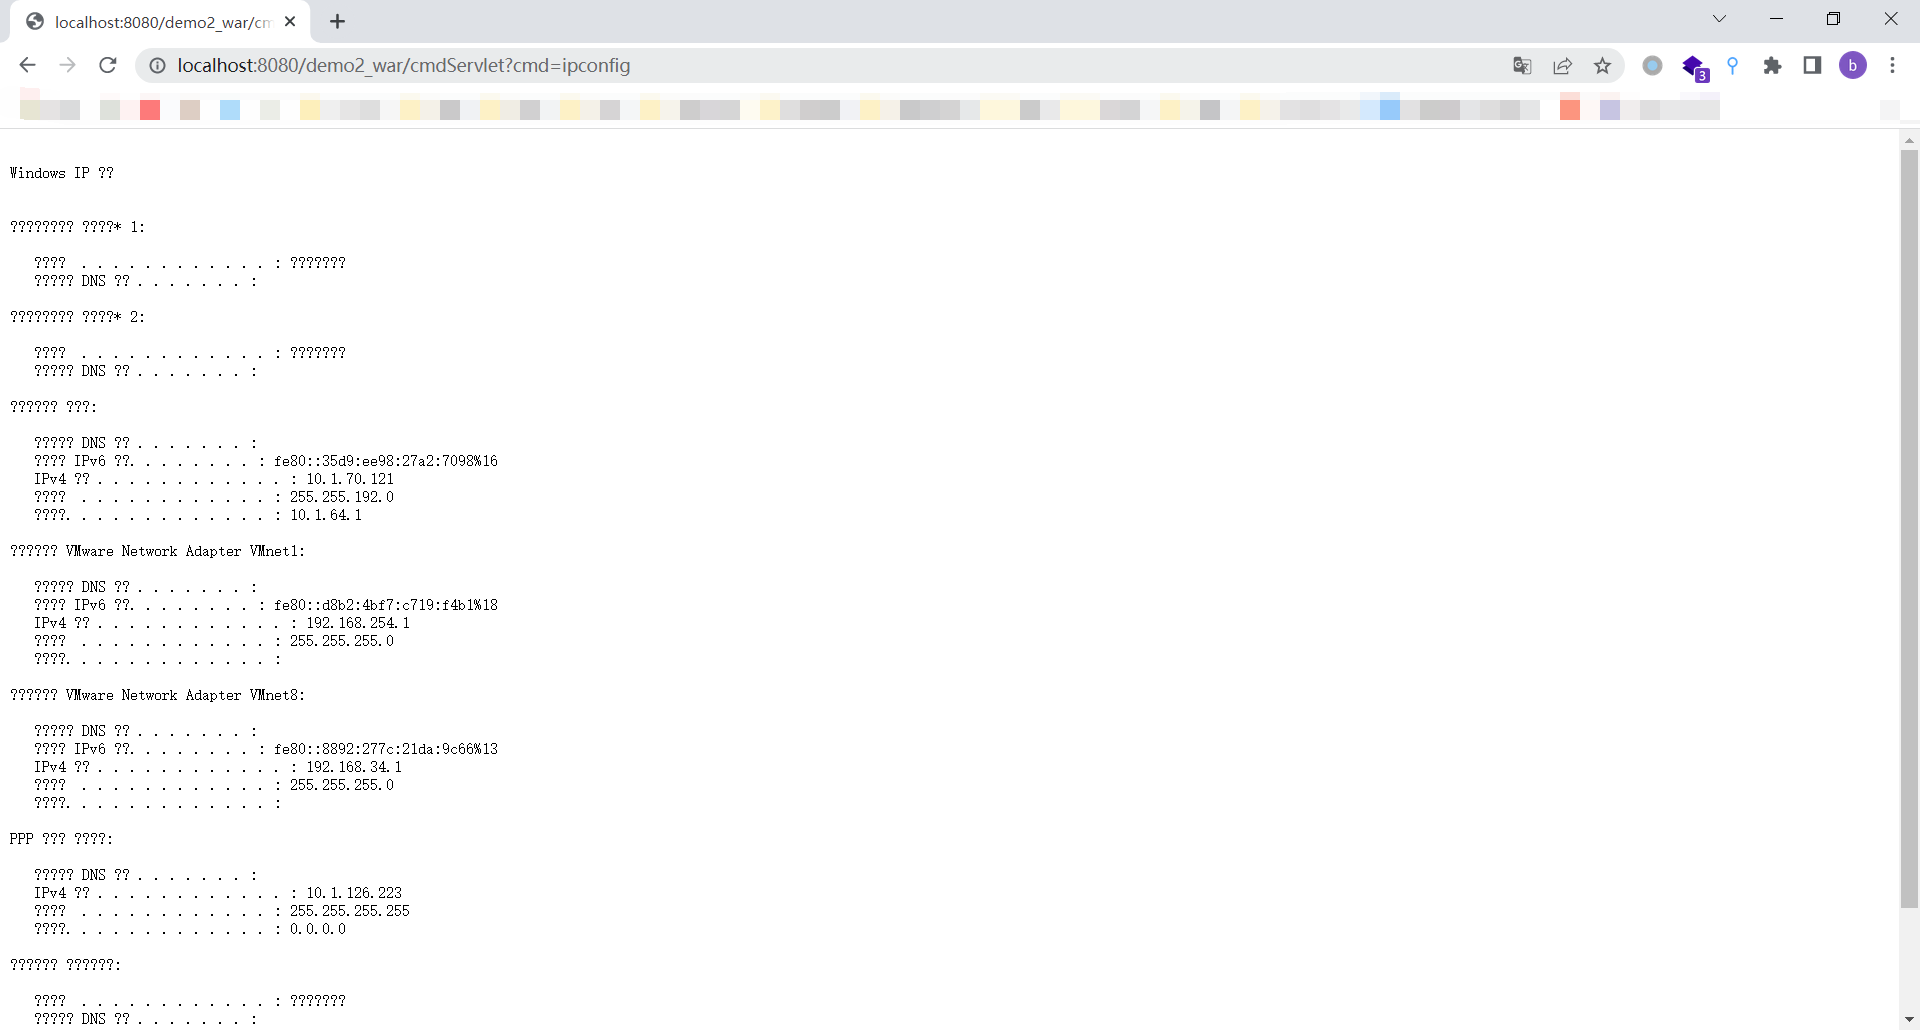 localhost:8080/demo2_war/cm
localhost:8080/demo2_war/cmdServlet?cmd=ipconfig
3
b
Windows IP ??
???????? ????* 1:
???? . . . . . . . . . . . . : ???????
????? DNS ?? . . . . . . . :
???????? ????* 2:
???? . . . . . . . . . . . . : ???????
????? DNS ?? . . . . . . . :
?????? ???:
????? DNS ?? . . . . . . . :
???? IPv6 ??. . . . . . . . : fe80::35d9:ee98:27a2:7098%16
IPv4 ?? . . . . . . . . . . . . : 10.1.70.121
???? . . . . . . . . . . . . : 255.255.192.0
????. . . . . . . . . . . . . : 10.1.64.1
?????? VMware Network Adapter VMnet1:
????? DNS ?? . . . . . . . :
???? IPv6 ??. . . . . . . . : fe80::d8b2:4bf7:c719:f4b1%18
IPv4 ?? . . . . . . . . . . . . : 192.168.254.1
???? . . . . . . . . . . . . : 255.255.255.0
????. . . . . . . . . . . . . :
?????? VMware Network Adapter VMnet8:
????? DNS ?? . . . . . . . :
???? IPv6 ??. . . . . . . . : fe80::8892:277c:21da:9c66%13
IPv4 ?? . . . . . . . . . . . . : 192.168.34.1
???? . . . . . . . . . . . . : 255.255.255.0
????. . . . . . . . . . . . . :
PPP ??? ????:
????? DNS ?? . . . . . . . :
IPv4 ?? . . . . . . . . . . . . : 10.1.126.223
???? . . . . . . . . . . . . : 255.255.255.255
????. . . . . . . . . . . . . : 0.0.0.0
?????? ??????:
???? . . . . . . . . . . . . : ???????
????? DNS ?? . . . . . . . :